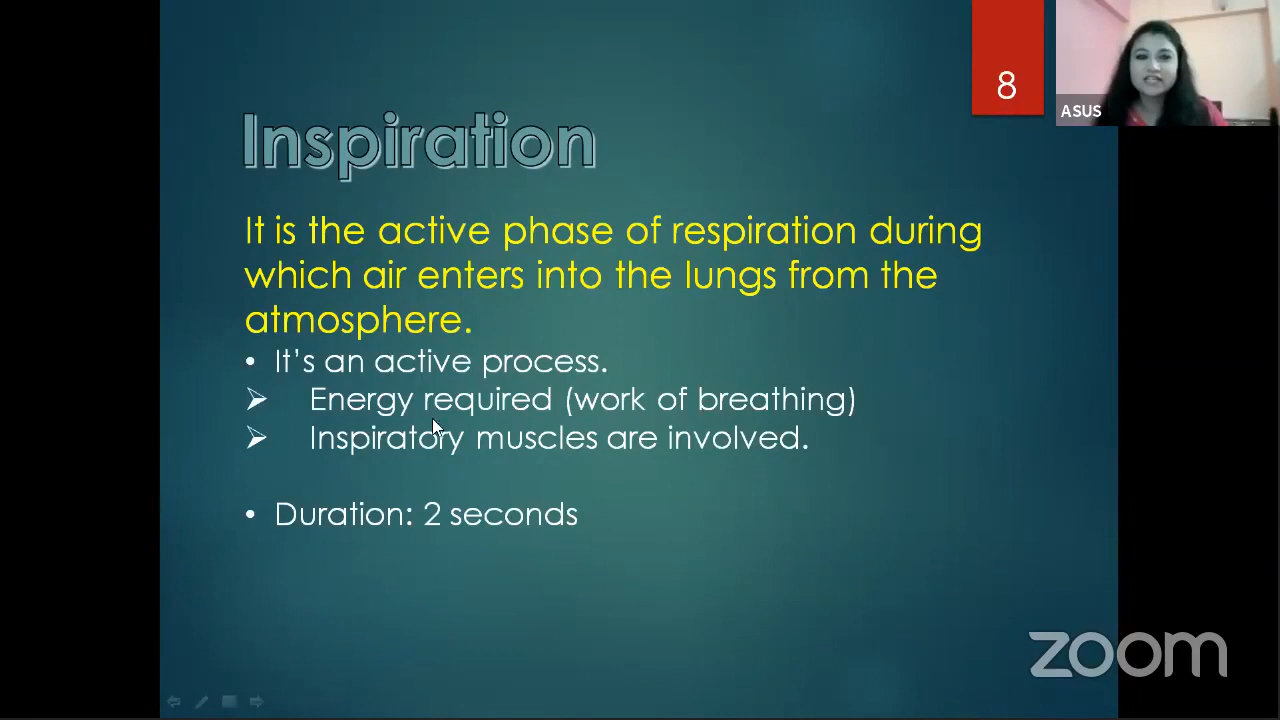 8
ASUS
Inspiration
It is the active phase of respiration during
which air enters into the lungs from the
atmosphere.
• It's an active process.
➢ Energy required (work of breathing)
➢ Inspiratory muscles are involved.
• Duration: 2 seconds
zoom